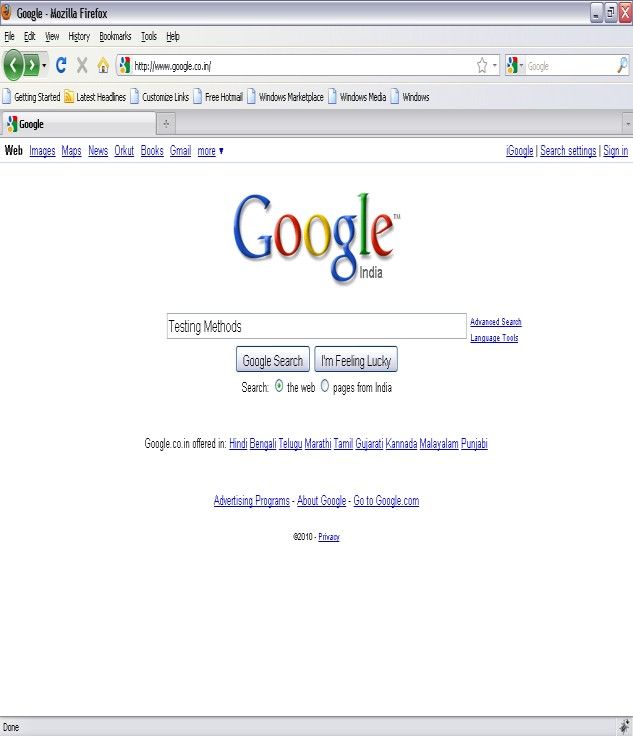 Google - Mozilla Firefox
File Edit View History Bookmarks Tools Help
http://www.google.co.in/ Google
Getting Started Latest Headlines Customize Links Free Hotmail Windows Marketplace Windows Media Windows
Google
Web Images Maps News Orkut Books Gmail more ▼ iGoogle | Search settings | Sign in
Google™
India
Testing Methods
Advanced Search
Language Tools
Google Search I'm Feeling Lucky
Search: the web pages from India
Google.co.in offered in: Hindi Bengali Telugu Marathi Tamil Gujarati Kannada Malayalam Punjabi
Advertising Programs - About Google - Go to Google.com
©2010 - Privacy
Done